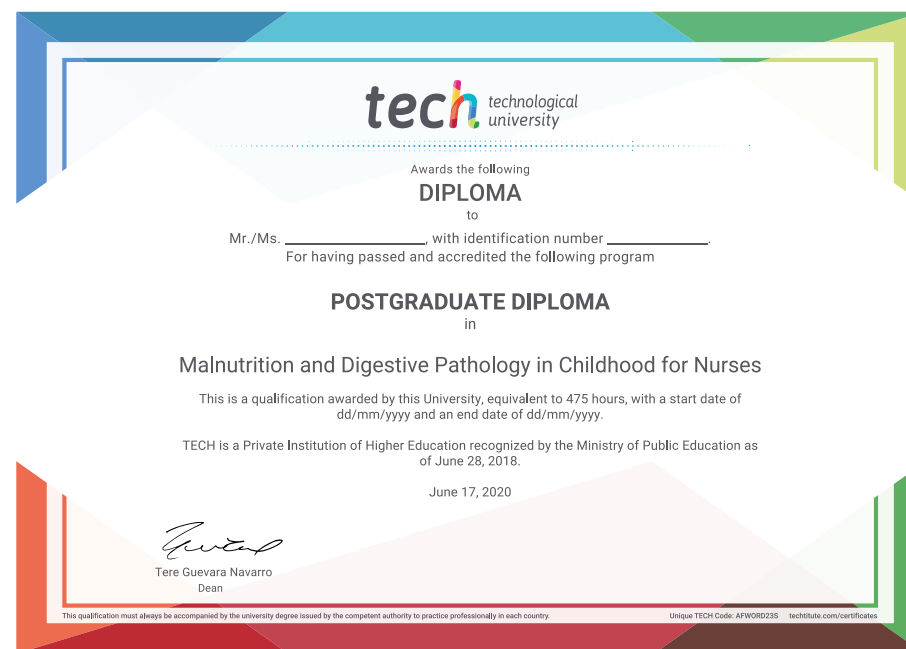 tech technological
university
Awards the following
DIPLOMA
to
Mr./Ms. ____________________, with identification number ______________.
For having passed and accredited the following program
POSTGRADUATE DIPLOMA
in
Malnutrition and Digestive Pathology in Childhood for Nurses
This is a qualification awarded by this University, equivalent to 475 hours, with a start date of
dd/mm/yyyy and an end date of dd/mm/yyyy.
TECH is a Private Institution of Higher Education recognized by the Ministry of Public Education as
of June 28, 2018.
June 17, 2020
Tere Guevara Navarro
Dean
This qualification must always be accompanied by the university degree issued by the competent authority to practice professionally in each country. Unique TECH Code: AFWORD23S techtitute.com/certificates